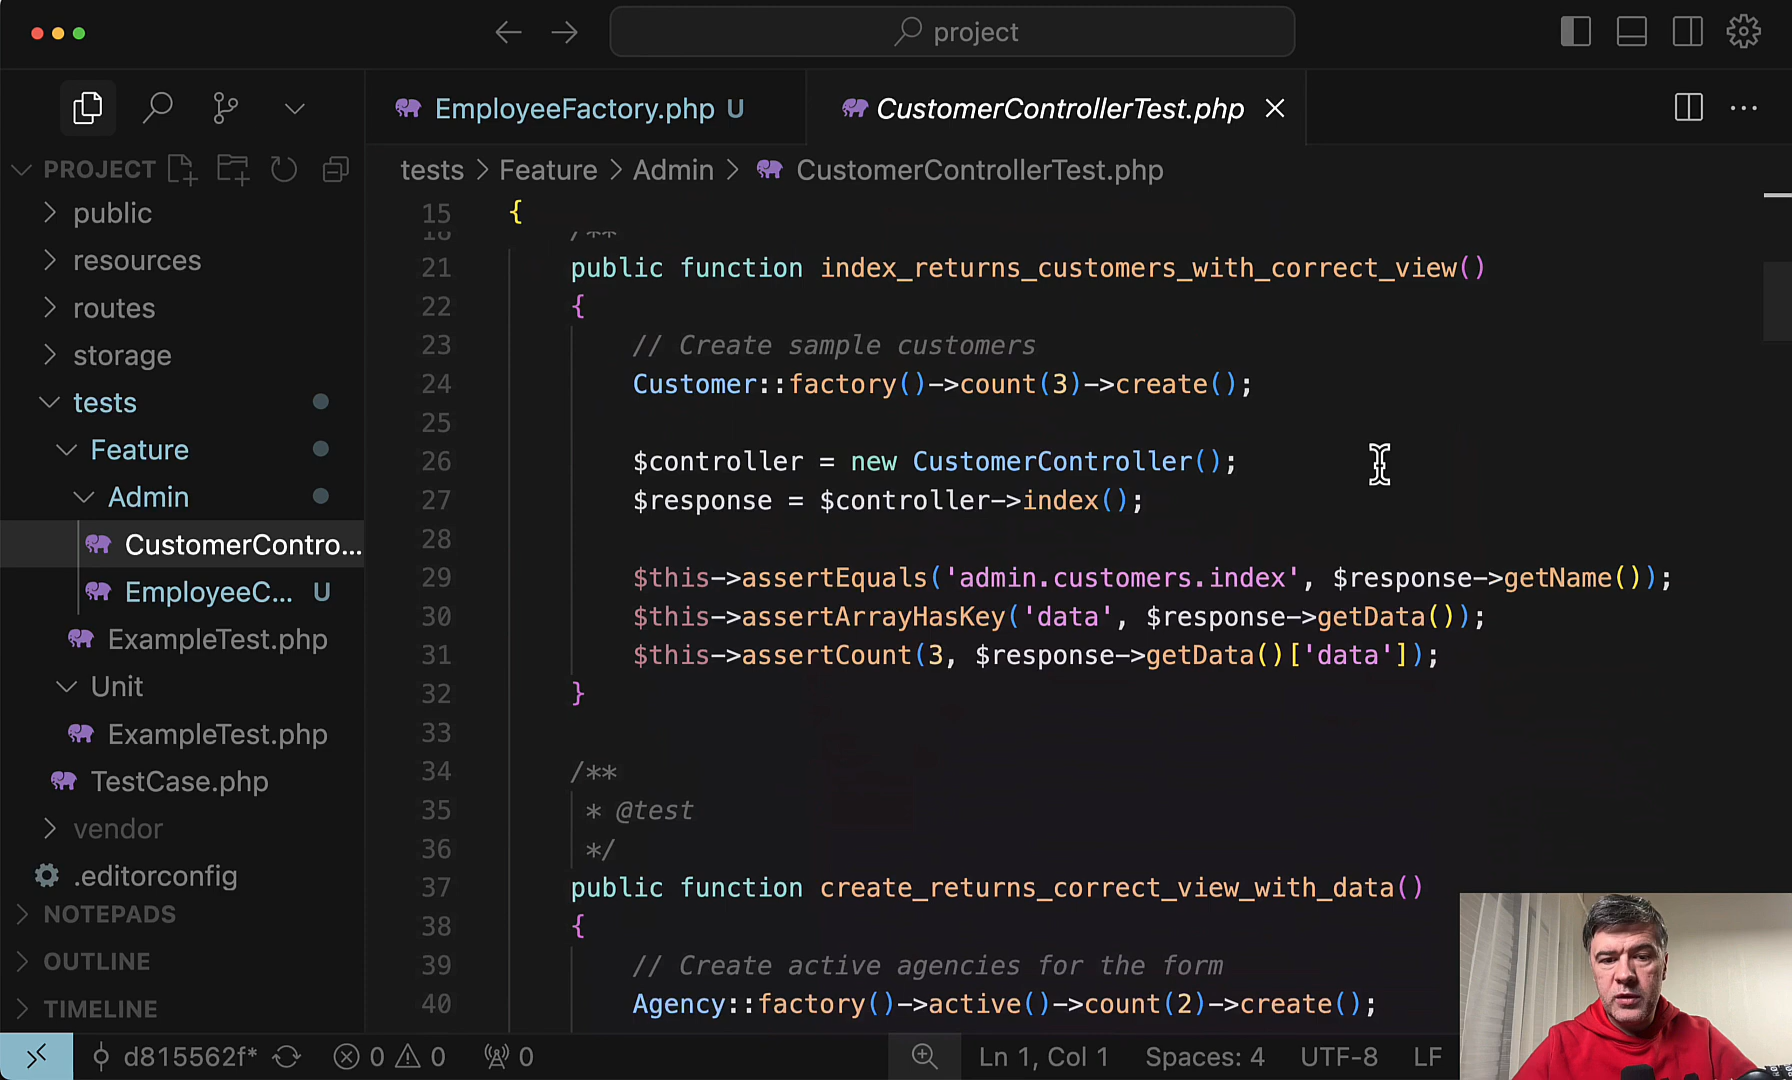 project
EmployeeFactory.php U
CustomerControllerTest.php
PROJECT
tests > Feature > Admin > CustomerControllerTest.php
public
resources
routes
storage
tests
Feature
Admin
CustomerContro...
EmployeeC... U
ExampleTest.php
Unit
ExampleTest.php
TestCase.php
vendor
.editorconfig
NOTEPADS
OUTLINE
TIMELINE
15 {
18 /**
21 public function index_returns_customers_with_correct_view()
22 {
23 // Create sample customers
24 Customer::factory()->count(3)->create();
25
26 $controller = new CustomerController();
27 $response = $controller->index();
28
29 $this->assertEquals('admin.customers.index', $response->getName());
30 $this->assertArrayHasKey('data', $response->getData());
31 $this->assertCount(3, $response->getData()['data']);
32 }
33
34 /**
35 * @test
36 */
37 public function create_returns_correct_view_with_data()
38 {
39 // Create active agencies for the form
40 Agency::factory()->active()->count(2)->create();
d815562f* 0 0 0 Ln 1, Col 1 Spaces: 4 UTF-8 LF